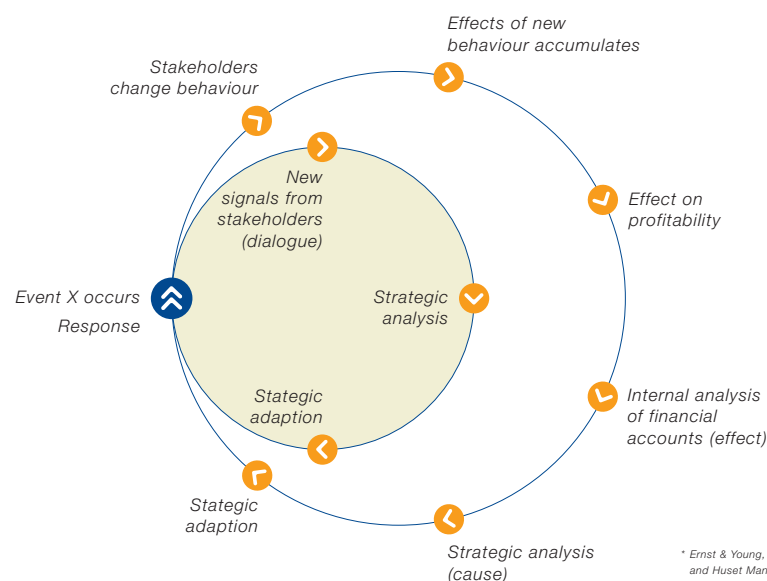 Effects of new
behaviour accumulates
Stakeholders
change behaviour
New
signals from
stakeholders
(dialogue)
Effect on
profitability
Event X occurs
Response
Strategic
analysis
Stategic
adaption
Internal analysis
of financial
accounts (effect)
Stategic
adaption
Strategic analysis
(cause)
* Ernst & Young,
and Huset Man